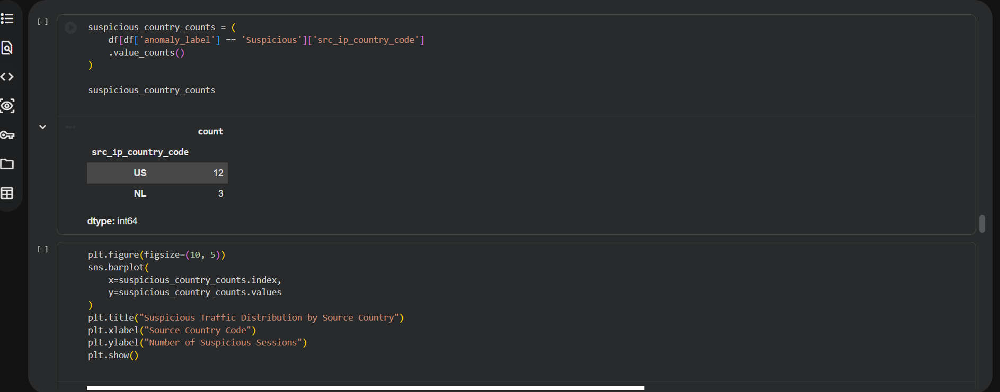 [ ]
suspicious_country_counts = (
    df[df['anomaly_label'] == 'Suspicious']['src_ip_country_code']
    .value_counts()
)
suspicious_country_counts
count
src_ip_country_code
US 12
NL 3
dtype: int64
[ ]
plt.figure(figsize=(10, 5))
sns.barplot(
    x=suspicious_country_counts.index,
    y=suspicious_country_counts.values
)
plt.title("Suspicious Traffic Distribution by Source Country")
plt.xlabel("Source Country Code")
plt.ylabel("Number of Suspicious Sessions")
plt.show()